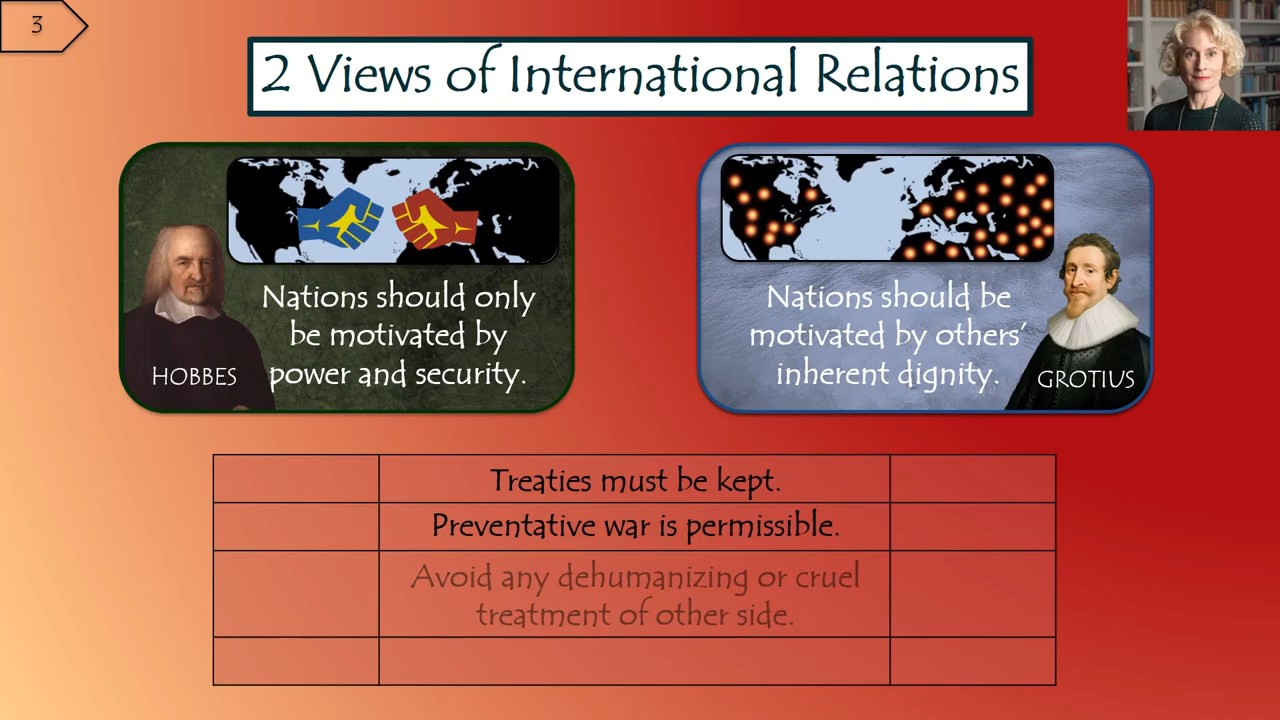 3
2 Views of International Relations
Nations should only
be motivated by
power and security.
HOBBES
Nations should be
motivated by others’
inherent dignity.
GROTIUS
Treaties must be kept.
Preventative war is permissible.
Avoid any dehumanizing or cruel
treatment of other side.